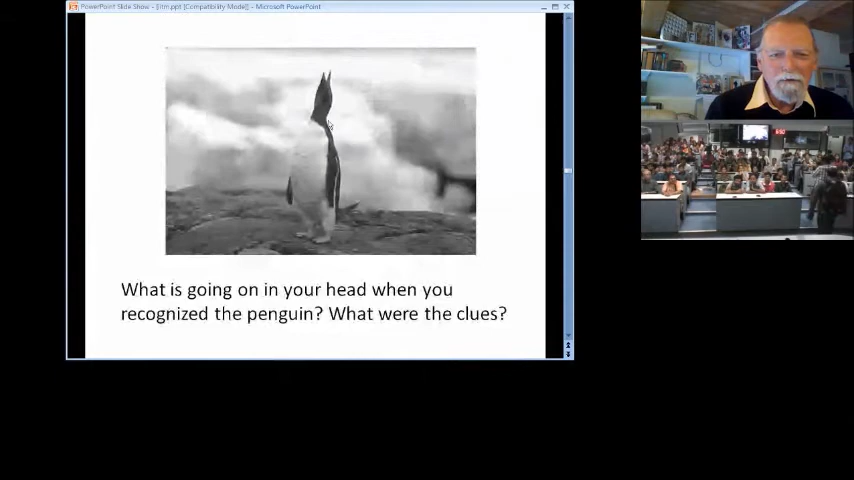 PowerPoint Slide Show - [itm.ppt [Compatibility Mode]] - Microsoft PowerPoint
What is going on in your head when you
recognized the penguin? What were the clues?